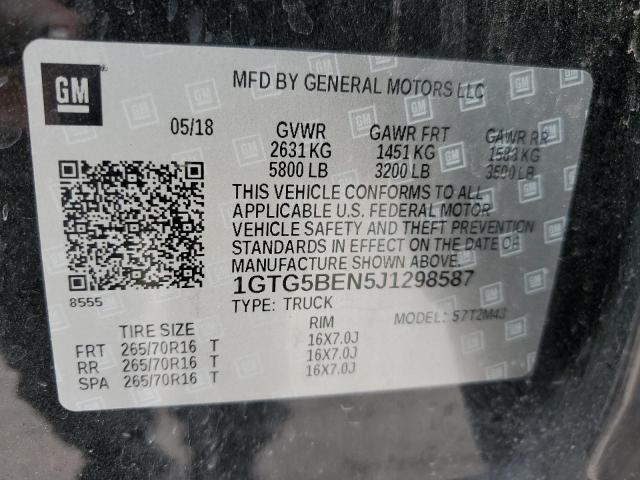 GM
MFD BY GENERAL MOTORS LLC
05/18 GVWR GAWR FRT GAWR RR
2631 KG 1451 KG 1588 KG
5800 LB 3200 LB 3500 LB
THIS VEHICLE CONFORMS TO ALL
APPLICABLE U.S. FEDERAL MOTOR
VEHICLE SAFETY AND THEFT PREVENTION
STANDARDS IN EFFECT ON THE DATE OF
MANUFACTURE SHOWN ABOVE.
8555 1GTG5BEN5J1298587
TYPE: TRUCK MODEL: 57T2M43
TIRE SIZE RIM
FRT 265/70R16 T 16X7.0J
RR 265/70R16 T 16X7.0J
SPA 265/70R16 T 16X7.0J